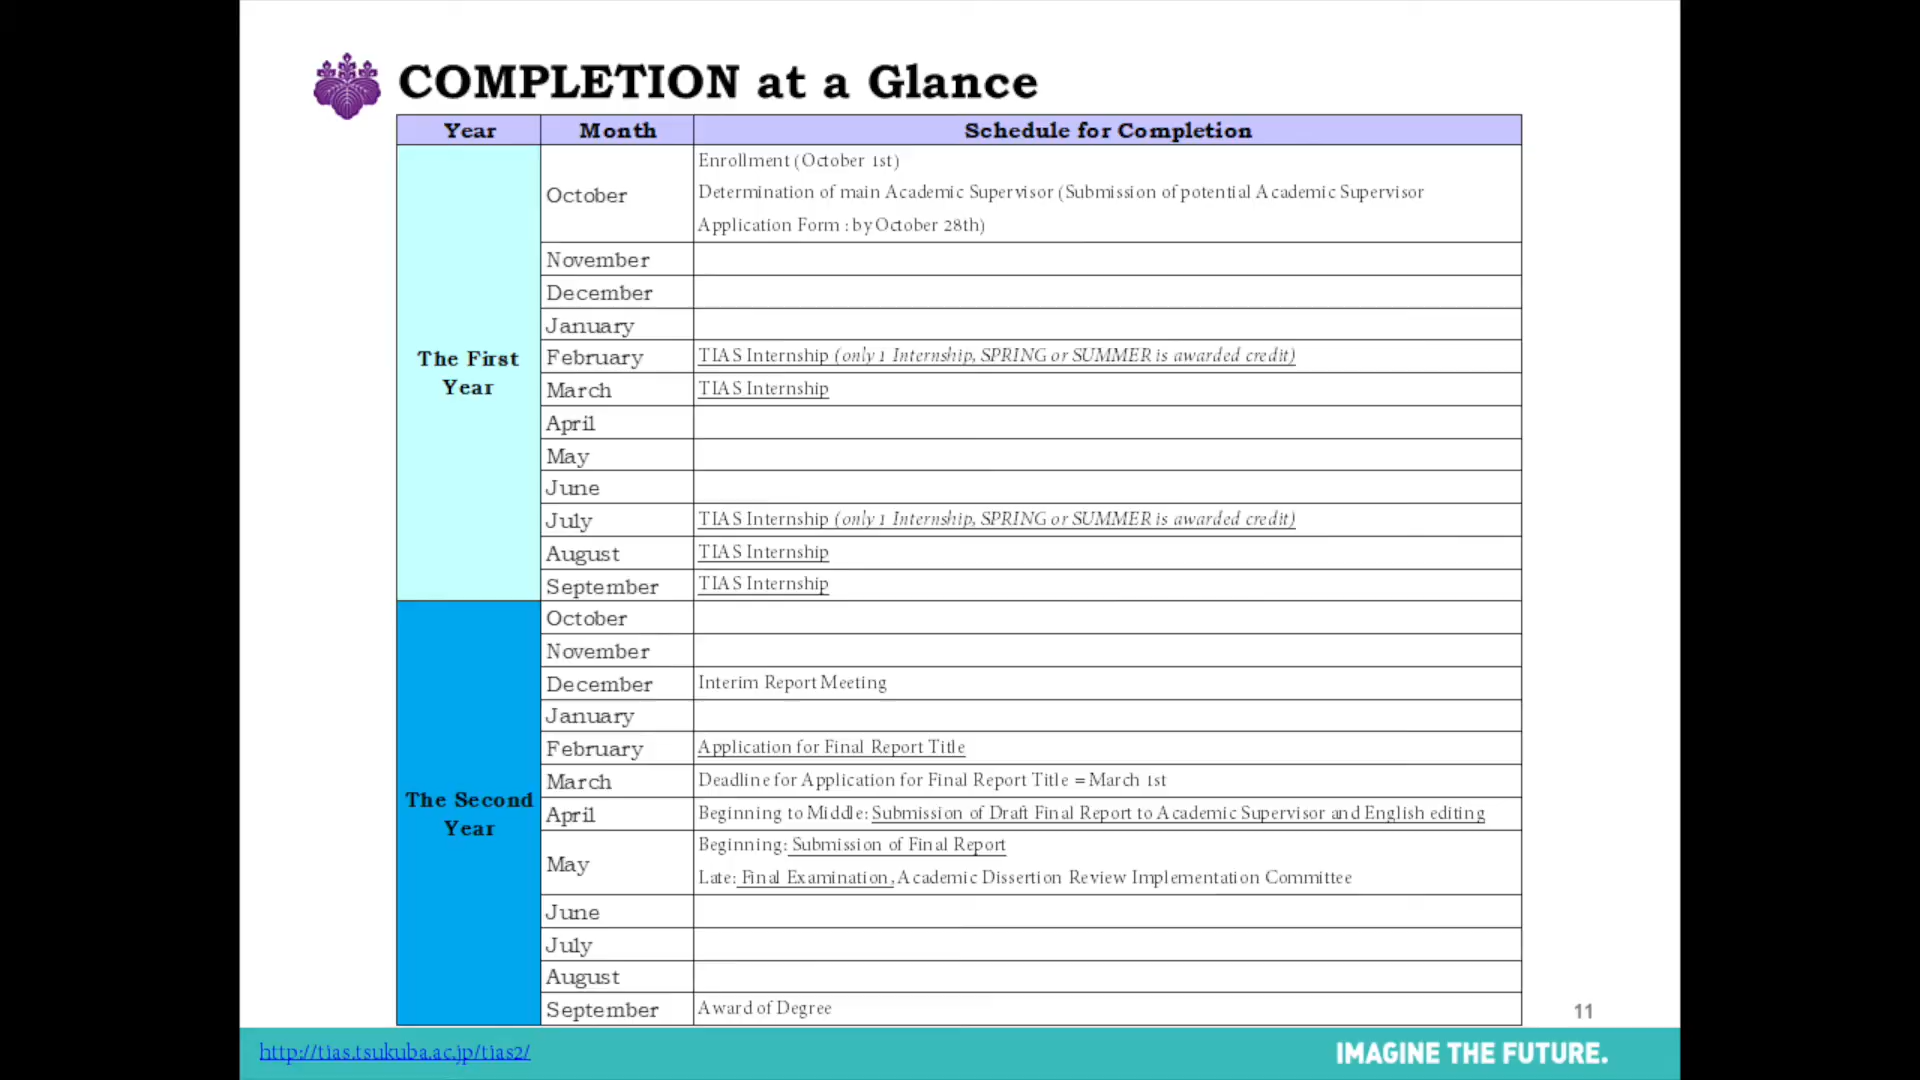 COMPLETION at a Glance
Year Month Schedule for Completion
The First
Year
October
Enrollment (October 1st)
Determination of main Academic Supervisor (Submission of potential Academic Supervisor
Application Form : by October 28th)
November
December
January
February TIAS Internship (only 1 Internship, SPRING or SUMMER is awarded credit)
March TIAS Internship
April
May
June
July TIAS Internship (only 1 Internship, SPRING or SUMMER is awarded credit)
August TIAS Internship
September TIAS Internship
The Second
Year
October
November
December Interim Report Meeting
January
February Application for Final Report Title
March Deadline for Application for Final Report Title = March 1st
April Beginning to Middle: Submission of Draft Final Report to Academic Supervisor and English editing
May
Beginning: Submission of Final Report
Late: Final Examination, Academic Dissertion Review Implementation Committee
June
July
August
September Award of Degree
11
http://tias.tsukuba.ac.jp/tias2/
IMAGINE THE FUTURE.